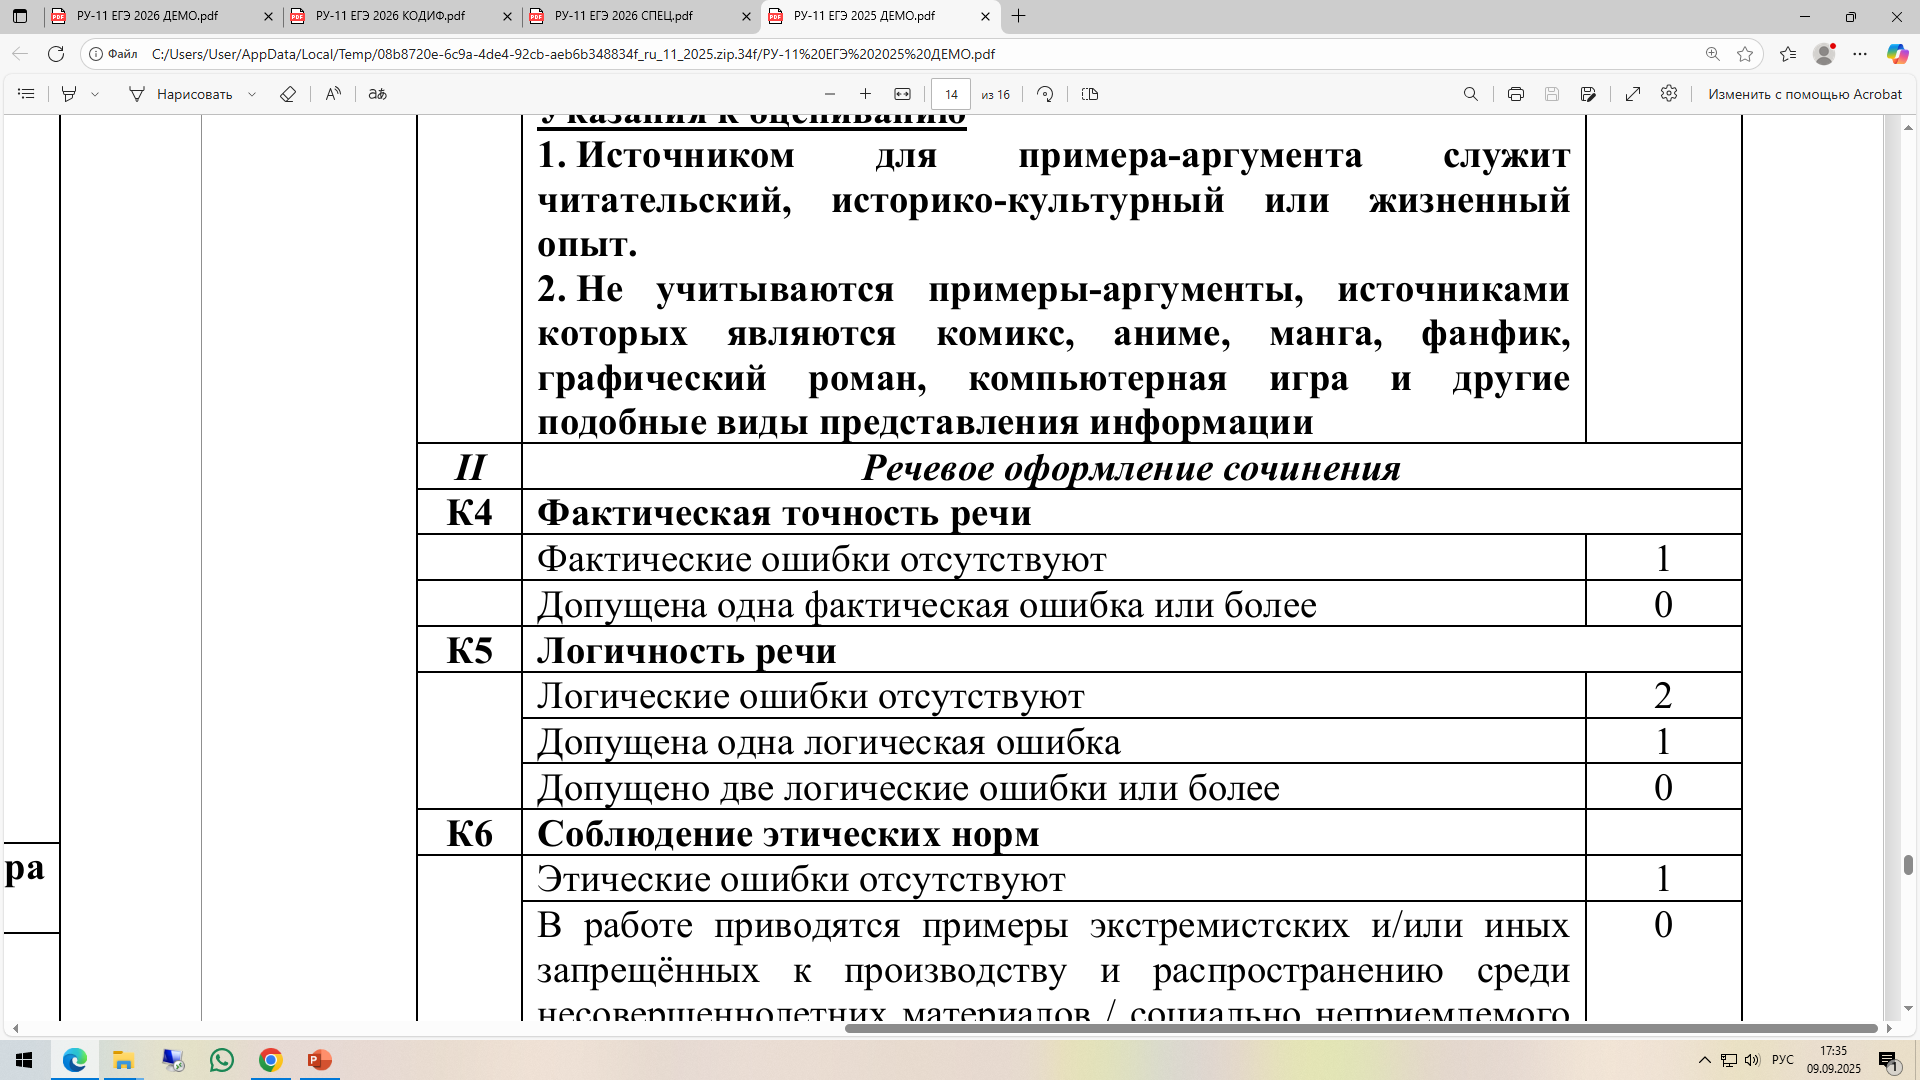 РУ-11 ЕГЭ 2026 ДЕМО.pdf
РУ-11 ЕГЭ 2026 КОДИФ.pdf
РУ-11 ЕГЭ 2026 СПЕЦ.pdf
РУ-11 ЕГЭ 2025 ДЕМО.pdf
Файл
C:/Users/User/AppData/Local/Temp/08b8720e-6c9a-4de4-92cb-aeb6b348834f_ru_11_2025.zip.34f/РУ-11%20ЕГЭ%202025%20ДЕМО.pdf
Нарисовать
14 из 16
Изменить с помощью Acrobat
Указания к оцениванию
1. Источником для примера-аргумента служит
читательский, историко-культурный или жизненный
опыт.
2. Не учитываются примеры-аргументы, источниками
которых являются комикс, аниме, манга, фанфик,
графический роман, компьютерная игра и другие
подобные виды представления информации
II Речевое оформление сочинения
К4 Фактическая точность речи
Фактические ошибки отсутствуют 1
Допущена одна фактическая ошибка или более 0
К5 Логичность речи
Логические ошибки отсутствуют 2
Допущена одна логическая ошибка 1
Допущено две логические ошибки или более 0
К6 Соблюдение этических норм
Этические ошибки отсутствуют 1
В работе приводятся примеры экстремистских и/или иных 0
запрещённых к производству и распространению среди
несовершеннолетних материалов / социально неприемлемого
ра
РУС
17:35
09.09.2025
1